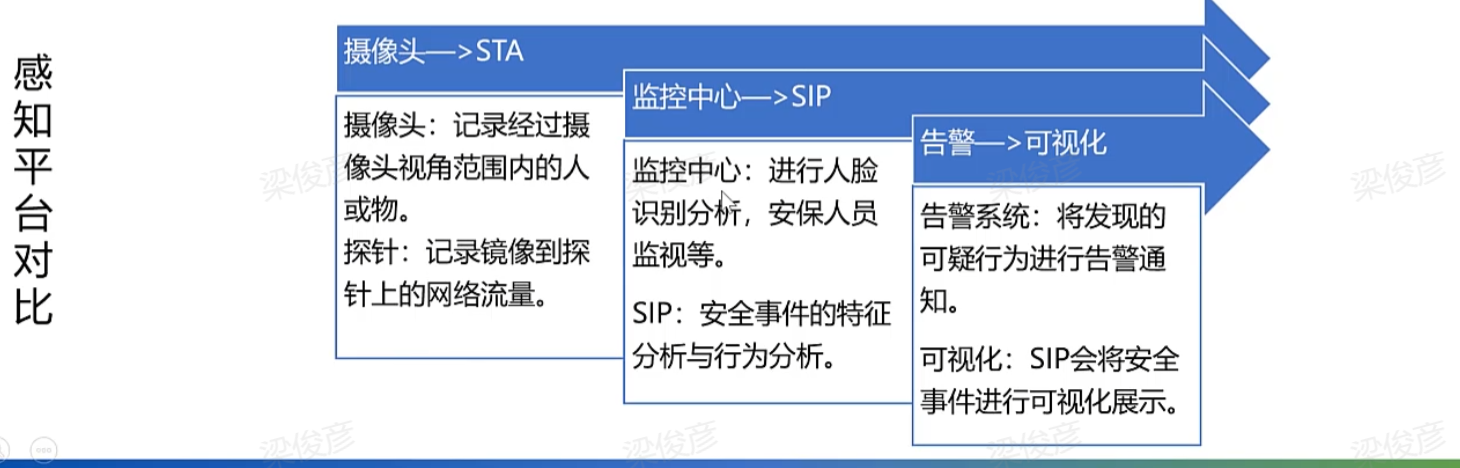 感知平台对比
摄像头—>STA
摄像头：记录经过摄
像头视角范围内的人
或物。
探针：记录镜像到探
针上的网络流量。
监控中心—>SIP
监控中心：进行人脸
识别分析，安保人员
监视等。
SIP：安全事件的特征
分析与行为分析。
告警—>可视化
告警系统：将发现的
可疑行为进行告警通
知。
可视化：SIP会将安全
事件进行可视化展示。
梁俊彦
梁俊彦
梁俊彦
梁俊彦
梁俊彦
梁俊彦
梁俊彦
梁俊彦